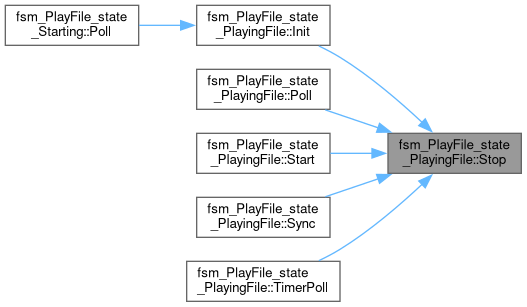 fsm_PlayFile_state
_Starting::Poll
fsm_PlayFile_state
_PlayingFile::Init
fsm_PlayFile_state
_PlayingFile::Poll
fsm_PlayFile_state
_PlayingFile::Start
fsm_PlayFile_state
_PlayingFile::Sync
fsm_PlayFile_state
_PlayingFile::TimerPoll
fsm_PlayFile_state
_PlayingFile::Stop